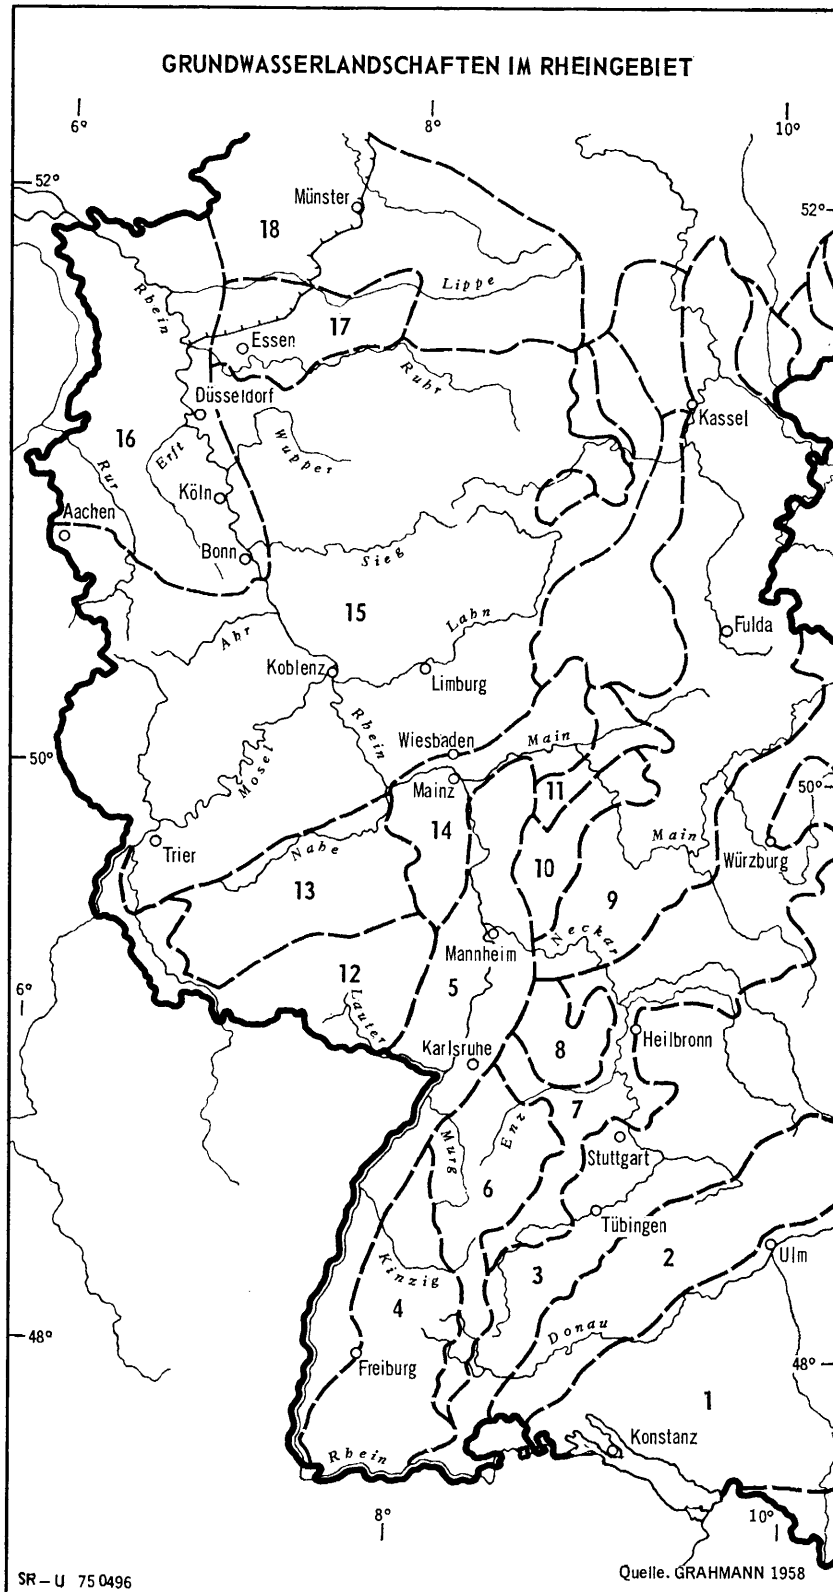 GRUNDWASSERLANDSCHAFTEN IM RHEINGEBIET
6° 8° 10°
52°
Münster
52°
18
Rhein
Lippe
17
Essen
Ruhr
Düsseldorf
Kassel
16
Erft
Wupper
Rur
Köln
Aachen
Bonn
Sieg
15
Lahn
Fulda
Ahr
Koblenz
Limburg
Rhein
Wiesbaden
Main
50°
Mosel
Mainz
11
50°
14
Main
Trier
Nahe
Würzburg
13
10
9
Neckar
Mannheim
12
6°
5
Lauter
Heilbronn
Karlsruhe
8
7
Enz
Murg
Stuttgart
6
Tübingen
2
Ulm
Kinzig
3
4
Donau
48°
Freiburg
48°
1
Konstanz
Rhein
8° 10°
SR – U 75 0496
Quelle. GRAHMANN 1958